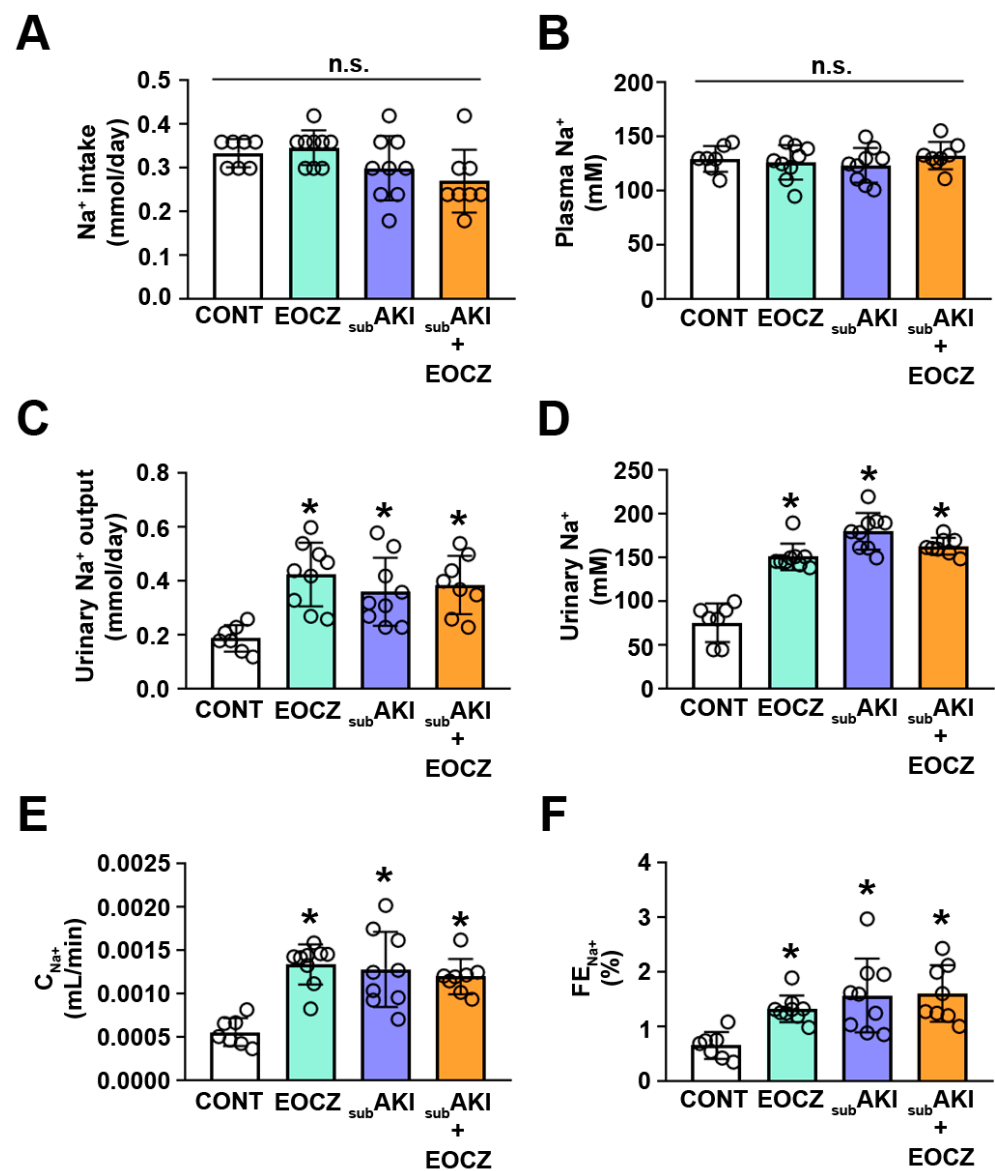 A
n.s.
Na⁺ intake
(mmol/day)
0.5
0.4
0.3
0.2
0.1
0.0
CONT EOCZ subAKI subAKI
+
EOCZ
B
n.s.
Plasma Na⁺
(mM)
200
150
100
50
0
CONT EOCZ subAKI subAKI
+
EOCZ
C
Urinary Na⁺ output
(mmol/day)
0.8
0.6
0.4
0.2
0.0
* * *
CONT EOCZ subAKI subAKI
+
EOCZ
D
Urinary Na⁺
(mM)
250
200
150
100
50
0
* * *
CONT EOCZ subAKI subAKI
+
EOCZ
E
C Na+
(mL/min)
0.0025
0.0020
0.0015
0.0010
0.0005
0.0000
* * *
CONT EOCZ subAKI subAKI
+
EOCZ
F
FE Na+
(%)
4
3
2
1
0
* * *
CONT EOCZ subAKI subAKI
+
EOCZ